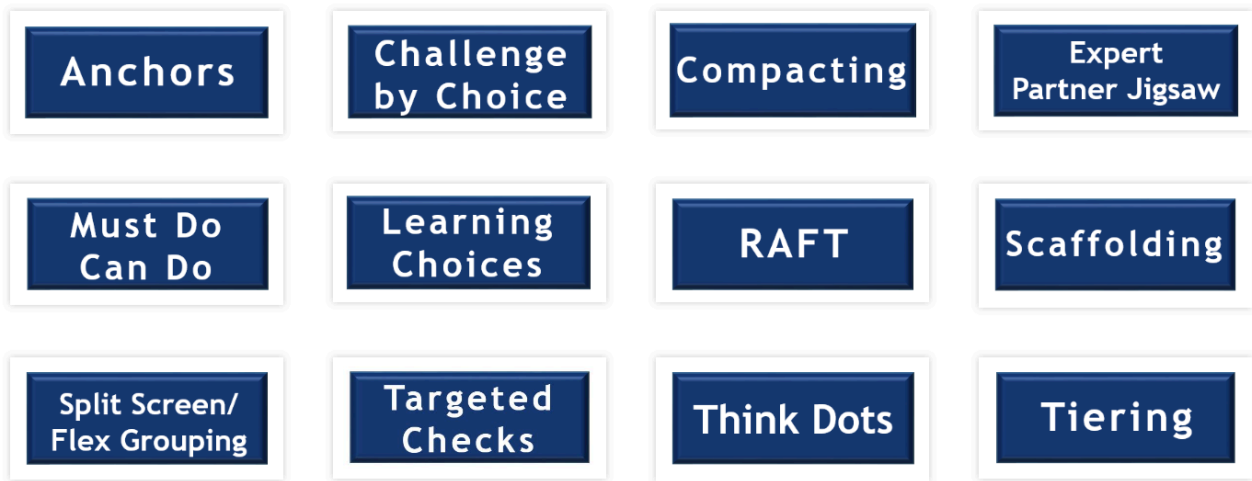 Anchors
Challenge
by Choice
Compacting
Expert
Partner Jigsaw
Must Do
Can Do
Learning
Choices
RAFT
Scaffolding
Split Screen/
Flex Grouping
Targeted
Checks
Think Dots
Tiering